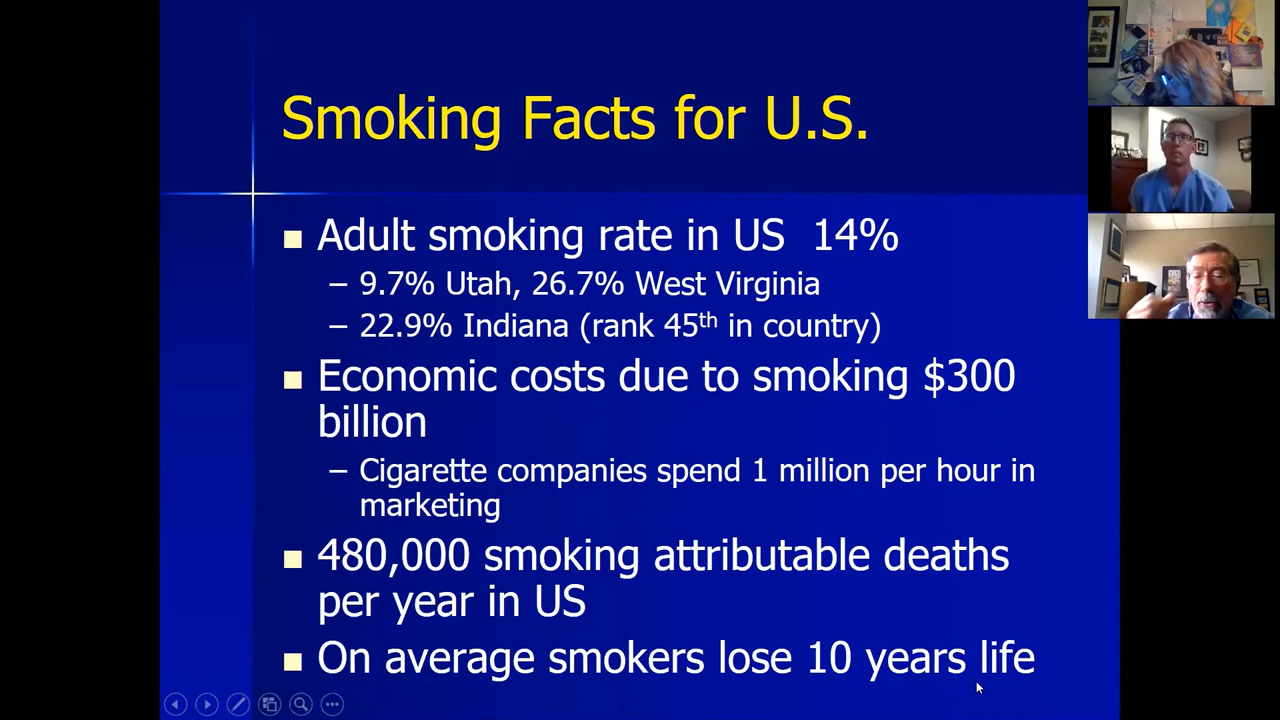 Smoking Facts for U.S.
Adult smoking rate in US 14%
– 9.7% Utah, 26.7% West Virginia
– 22.9% Indiana (rank 45th in country)
Economic costs due to smoking $300
billion
– Cigarette companies spend 1 million per hour in
marketing
480,000 smoking attributable deaths
per year in US
On average smokers lose 10 years life